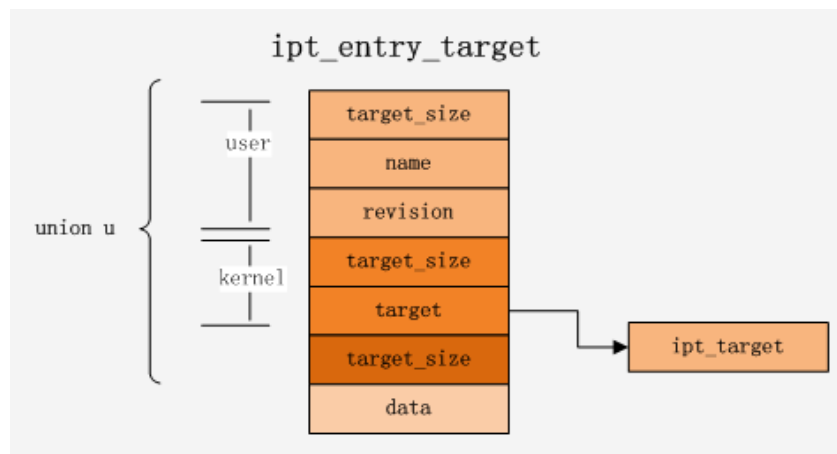 ipt_entry_target
target_size
user
name
revision
union u
target_size
kernel
target
ipt_target
target_size
data